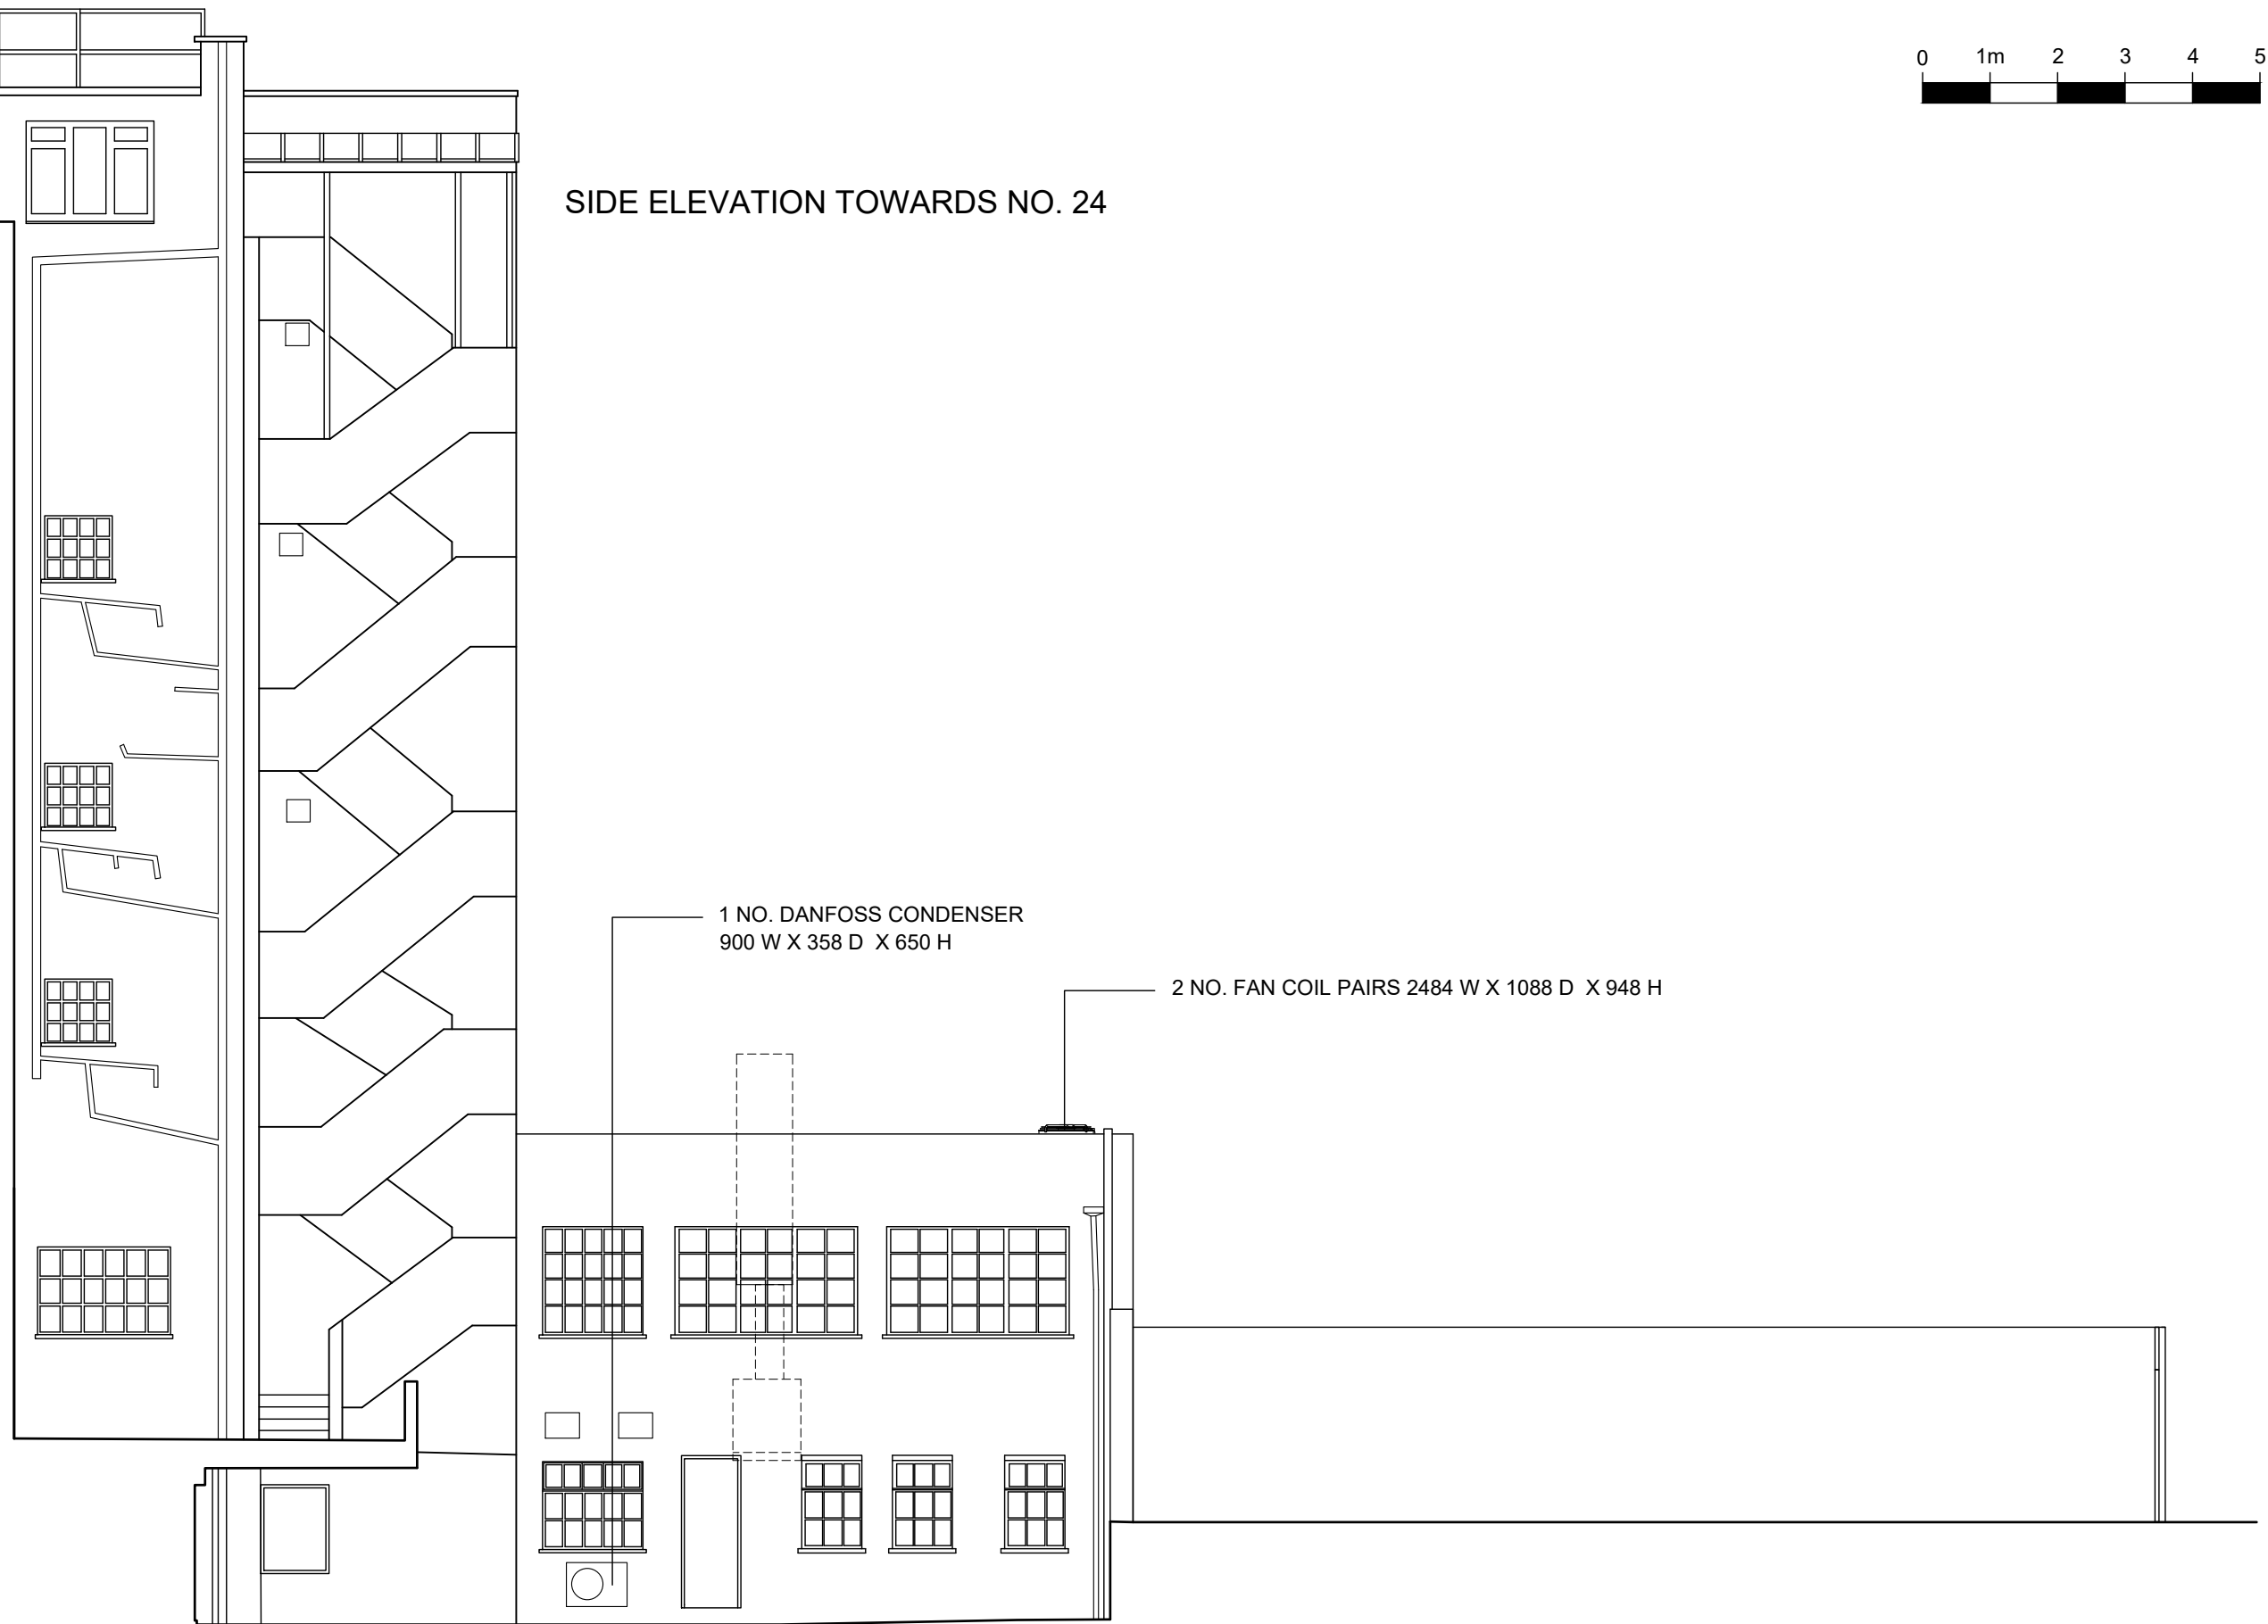 0 1m 2 3 4 5
SIDE ELEVATION TOWARDS NO. 24
1 NO. DANFOSS CONDENSER
900 W X 358 D X 650 H
2 NO. FAN COIL PAIRS 2484 W X 1088 D X 948 H